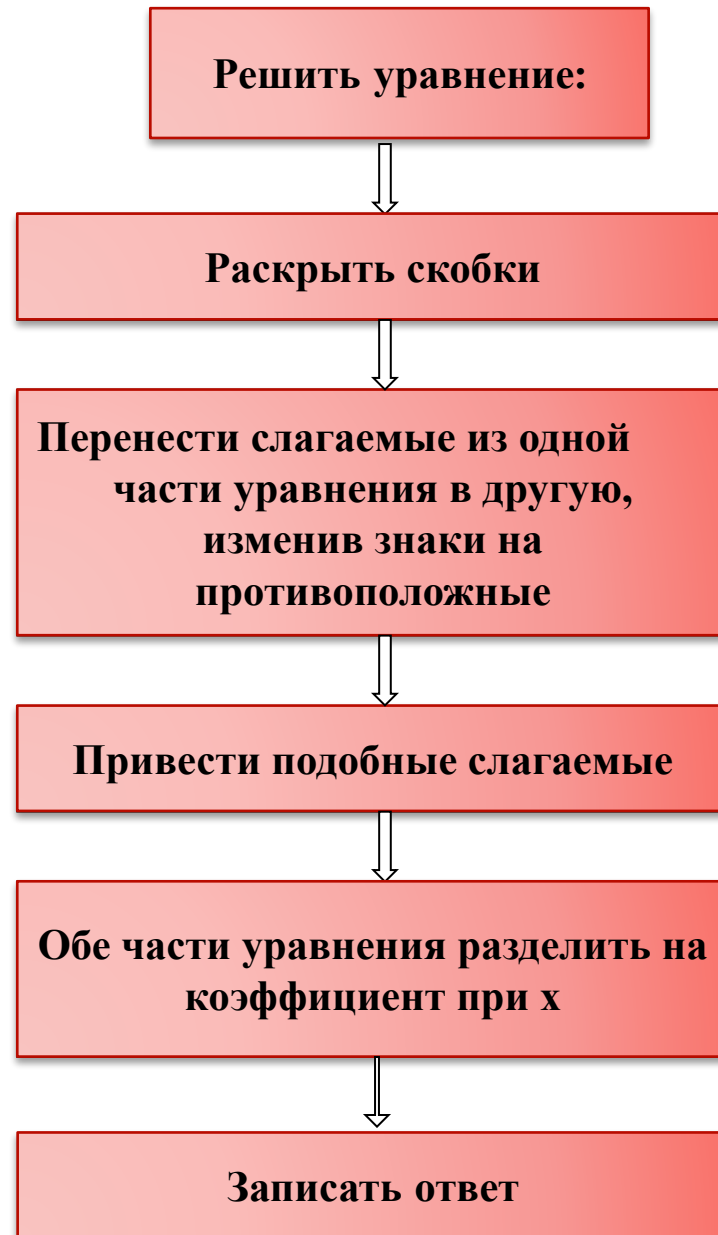 Решить уравнение:
Раскрыть скобки
Перенести слагаемые из одной
части уравнения в другую,
изменив знаки на
противоположные
Привести подобные слагаемые
Обе части уравнения разделить на
коэффициент при х
Записать ответ